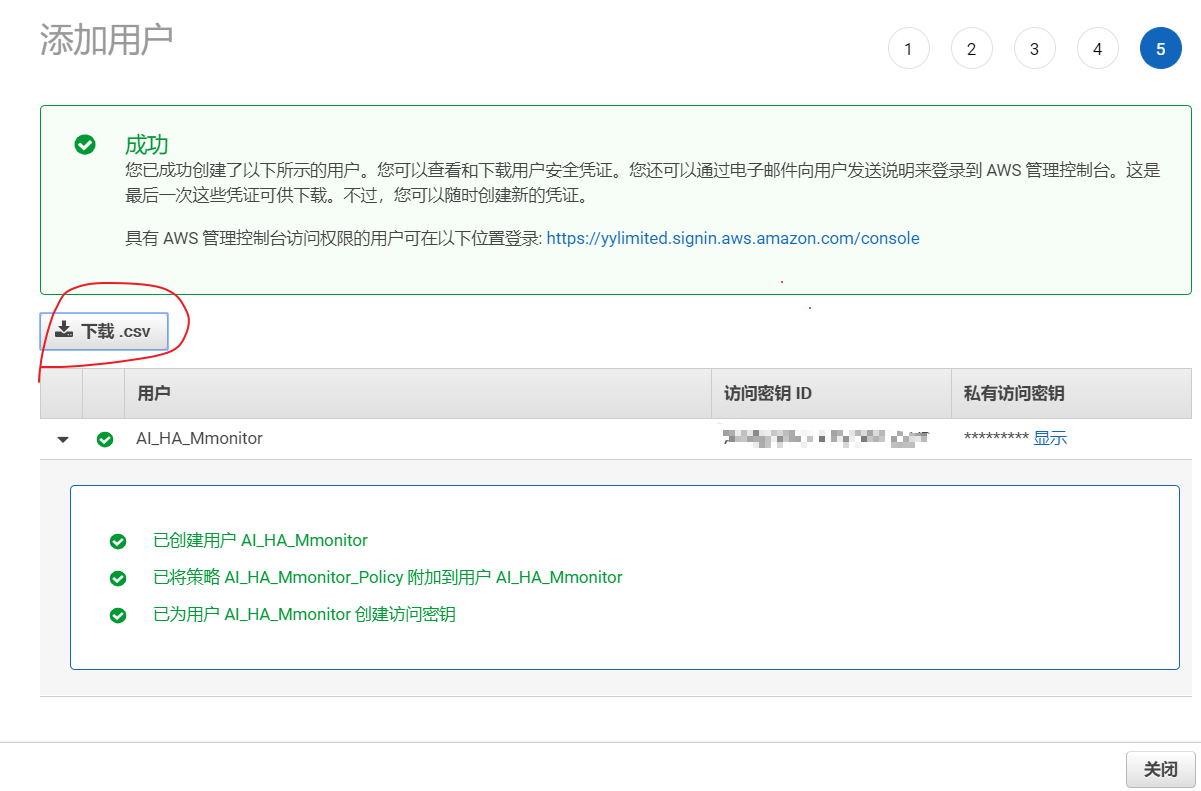 添加用户
1 2 3 4 5
成功
您已成功创建了以下所示的用户。您可以查看和下载用户安全凭证。您还可以通过电子邮件向用户发送说明来登录到 AWS 管理控制台。这是
最后一次这些凭证可供下载。不过，您可以随时创建新的凭证。
具有 AWS 管理控制台访问权限的用户可在以下位置登录: https://yylimited.signin.aws.amazon.com/console
下载 .csv
用户 访问密钥 ID 私有访问密钥
AI_HA_Mmonitor ********* 显示
已创建用户 AI_HA_Mmonitor
已将策略 AI_HA_Mmonitor_Policy 附加到用户 AI_HA_Mmonitor
已为用户 AI_HA_Mmonitor 创建访问密钥
关闭